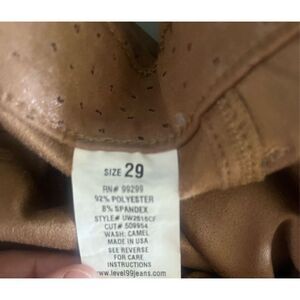 SIZE 29
RN# 99299
92% POLYESTER
8% SPANDEX
STYLE# UW2616CF
CUT# 509954
WASH: CAMEL
MADE IN USA
SEE REVERSE
FOR CARE
INSTRUCTIONS
www.level99jeans.com